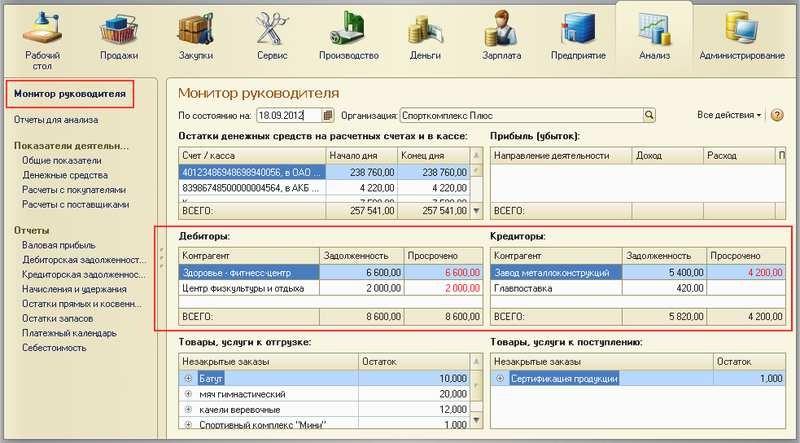 Рабочий стол
Продажи
Закупки
Сервис
Производство
Деньги
Зарплата
Предприятие
Анализ
Администрирование
Монитор руководителя
Отчеты для анализа
Показатели деятельн...
Общие показатели
Денежные средства
Расчеты с покупателями
Расчеты с поставщиками
Отчеты
Валовая прибыль
Дебиторская задолженност...
Кредиторская задолженнос...
Начисления и удержания
Остатки прямых и косвенн...
Остатки запасов
Платежный календарь
Себестоимость
Монитор руководителя
По состоянию на: 18.09.2012 Организация: Спорткомплекс Плюс Все действия
Остатки денежных средств на расчетных счетах и в кассе:
Счет / касса Начало дня Конец дня
40123486948698940056, в ОАО ... 238 760,00 238 760,00
83986748500000004564, в АКБ ... 4 220,00 4 220,00
ВСЕГО: 257 541,00 257 541,00
Прибыль (убыток):
Направление деятельности Доход Расход П
ВСЕГО:
Дебиторы:
Контрагент Задолженность Просрочено
Здоровье - фитнесс-центр 6 600,00 6 600,00
Центр физкультуры и отдыха 2 000,00 2 000,00
ВСЕГО: 8 600,00 8 600,00
Кредиторы:
Контрагент Задолженность Просрочено
Завод металлоконструкций 5 400,00 4 200,00
Главпоставка 420,00
ВСЕГО: 5 820,00 4 200,00
Товары, услуги к отгрузке:
Незакрытые заказы Остаток
Батут 10,000
мяч гимнастический 20,000
качели веревочные 12,000
Спортивный комплекс "Мини" 1,000
Товары, услуги к поступлению:
Незакрытые заказы Остаток
Сертификация продукции 1,000